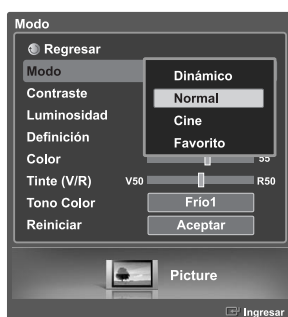 Modo
Regresar
Modo
Dinámico
Contraste
Normal
Luminosidad
Cine
Definición
Favorito
Color 55
Tinte (V/R) V50 R50
Tono Color Frío1
Reiniciar Aceptar
Picture
Ingresar